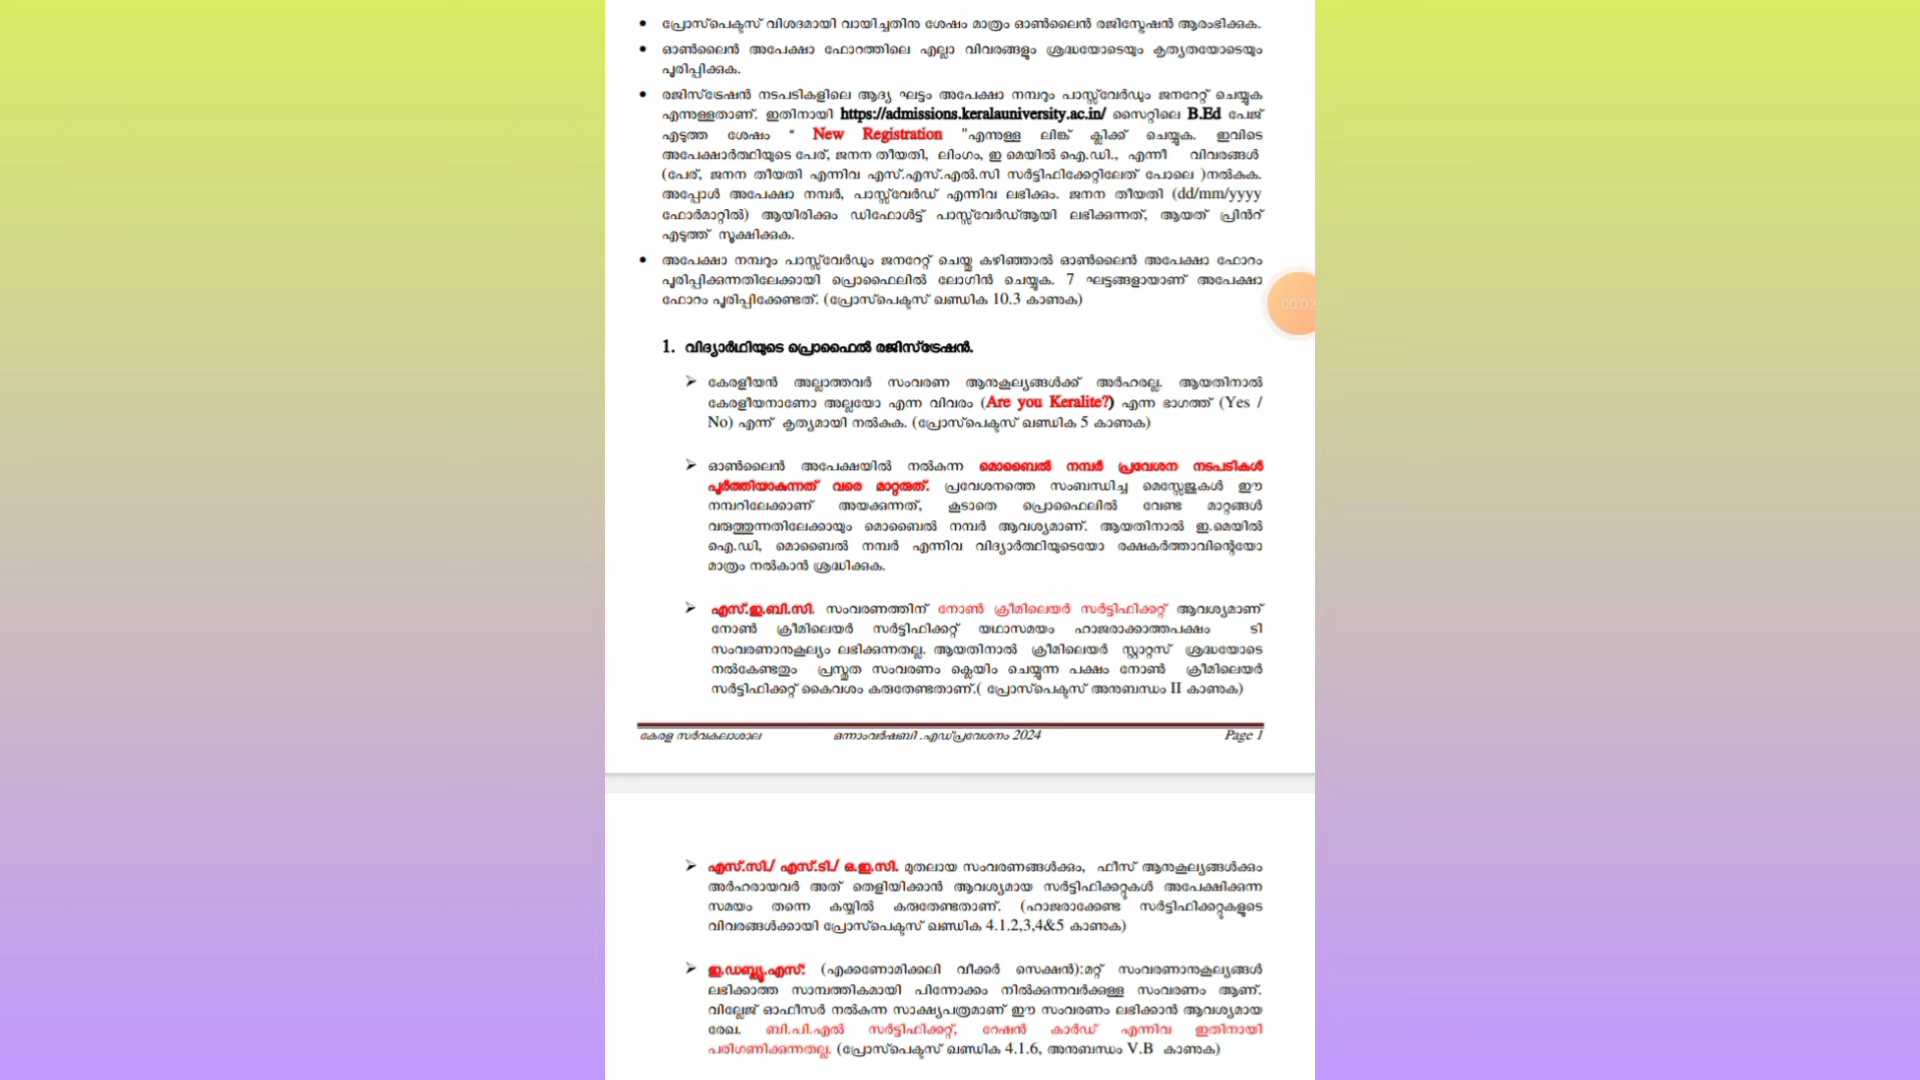 • പ്രോസ്പെക്ടസ് വിശദമായി വായിച്ചതിനു ശേഷം മാത്രം ഓൺലൈൻ രജിസ്ട്രേഷൻ ആരംഭിക്കുക.
• ഓൺലൈൻ അപേക്ഷാ ഫോറത്തിലെ എല്ലാ വിവരങ്ങളും ശ്രദ്ധയോടെയും കൃത്യതയോടെയും
പൂരിപ്പിക്കുക.
• രജിസ്ട്രേഷൻ നടപടികളിലെ ആദ്യ ഘട്ടം അപേക്ഷാ നമ്പറും പാസ്സ്‌വേർഡും ജനറേറ്റ് ചെയ്യുക
എന്നുള്ളതാണ്. ഇതിനായി https://admissions.keralauniversity.ac.in/ സൈറ്റിലെ B.Ed പേജ്
എടുത്ത ശേഷം " New Registration "എന്നുള്ള ലിങ്ക് ക്ലിക്ക് ചെയ്യുക. ഇവിടെ
അപേക്ഷാർത്ഥിയുടെ പേര്, ജനന തീയതി, ലിംഗം, ഇ മെയിൽ ഐ.ഡി., എന്നീ വിവരങ്ങൾ
(പേര്, ജനന തീയതി എന്നിവ എസ്.എസ്.എൽ.സി സർട്ടിഫിക്കേറ്റിലേത് പോലെ )നൽകുക.
അപ്പോൾ അപേക്ഷാ നമ്പർ, പാസ്സ്‌വേർഡ് എന്നിവ ലഭിക്കും. ജനന തീയതി (dd/mm/yyyy
ഫോർമാറ്റിൽ) ആയിരിക്കും ഡിഫോൾട്ട് പാസ്സ്‌വേർഡ്ആയി ലഭിക്കുന്നത്, ആയത് പ്രിൻറ്
എടുത്ത് സൂക്ഷിക്കുക.
• അപേക്ഷാ നമ്പറും പാസ്സ്‌വേർഡും ജനറേറ്റ് ചെയ്തു കഴിഞ്ഞാൽ ഓൺലൈൻ അപേക്ഷാ ഫോറം
പൂരിപ്പിക്കുന്നതിലേക്കായി പ്രൊഫൈലിൽ ലോഗിൻ ചെയ്യുക. 7 ഘട്ടങ്ങളായാണ് അപേക്ഷാ
ഫോറം പൂരിപ്പിക്കേണ്ടത്. (പ്രോസ്പെക്ടസ് ഖണ്ഡിക 10.3 കാണുക)
00:02
1. വിദ്യാർഥിയുടെ പ്രൊഫൈൽ രജിസ്ട്രേഷൻ.
➢ കേരളീയൻ അല്ലാത്തവർ സംവരണ ആനുകൂല്യങ്ങൾക്ക് അർഹരല്ല. ആയതിനാൽ
കേരളീയനാണോ അല്ലയോ എന്ന വിവരം (Are you Keralite?) എന്ന ഭാഗത്ത് (Yes /
No) എന്ന് കൃത്യമായി നൽകുക. (പ്രോസ്പെക്ടസ് ഖണ്ഡിക 5 കാണുക)
➢ ഓൺലൈൻ അപേക്ഷയിൽ നൽകുന്ന മൊബൈൽ നമ്പർ പ്രവേശന നടപടികൾ
പൂർത്തിയാകുന്നത് വരെ മാറ്റരുത്. പ്രവേശനത്തെ സംബന്ധിച്ച മെസ്സേജുകൾ ഈ
നമ്പറിലേക്കാണ് അയക്കുന്നത്, കൂടാതെ പ്രൊഫൈലിൽ വേണ്ട മാറ്റങ്ങൾ
വരുത്തുന്നതിലേക്കായും മൊബൈൽ നമ്പർ ആവശ്യമാണ്. ആയതിനാൽ ഇ.മെയിൽ
ഐ.ഡി, മൊബൈൽ നമ്പർ എന്നിവ വിദ്യാർത്ഥിയുടെയോ രക്ഷകർത്താവിന്റെയോ
മാത്രം നൽകാൻ ശ്രദ്ധിക്കുക.
➢ എസ്.ഇ.ബി.സി. സംവരണത്തിന് നോൺ ക്രീമിലെയർ സർട്ടിഫിക്കറ്റ് ആവശ്യമാണ്
നോൺ ക്രീമിലെയർ സർട്ടിഫിക്കറ്റ് യഥാസമയം ഹാജരാക്കാത്തപക്ഷം ടി
സംവരണാനുകൂല്യം ലഭിക്കുന്നതല്ല. ആയതിനാൽ ക്രീമിലെയർ സ്റ്റാറ്റസ് ശ്രദ്ധയോടെ
നൽകേണ്ടതും പ്രസ്തുത സംവരണം ക്ലെയിം ചെയ്യുന്ന പക്ഷം നോൺ ക്രീമിലെയർ
സർട്ടിഫിക്കറ്റ് കൈവശം കരുതേണ്ടതാണ്.( പ്രോസ്പെക്ടസ് അനുബന്ധം II കാണുക)
കേരള സർവകലാശാല ഒന്നാംവർഷബി .എഡ്പ്രവേശനം 2024 Page 1
➢ എസ്.സി./ എസ്.ടി./ ഒ.ഇ.സി. മുതലായ സംവരണങ്ങൾക്കും, ഫീസ് ആനുകൂല്യങ്ങൾക്കും
അർഹരായവർ അത് തെളിയിക്കാൻ ആവശ്യമായ സർട്ടിഫിക്കറ്റുകൾ അപേക്ഷിക്കുന്ന
സമയം തന്നെ കയ്യിൽ കരുതേണ്ടതാണ്. (ഹാജരാക്കേണ്ട സർട്ടിഫിക്കറ്റുകളുടെ
വിവരങ്ങൾക്കായി പ്രോസ്പെക്ടസ് ഖണ്ഡിക 4.1.2,3,4&5 കാണുക)
➢ ഇ.ഡബ്ല്യു.എസ്: (എക്കണോമിക്കലി വീക്കർ സെക്ഷൻ):മറ്റ് സംവരണാനുകൂല്യങ്ങൾ
ലഭിക്കാത്ത സാമ്പത്തികമായി പിന്നോക്കം നിൽക്കുന്നവർക്കുള്ള സംവരണം ആണ്.
വില്ലേജ് ഓഫീസർ നൽകുന്ന സാക്ഷ്യപത്രമാണ് ഈ സംവരണം ലഭിക്കാൻ ആവശ്യമായ
രേഖ. ബി.പി.എൽ സർട്ടിഫിക്കറ്റ്, റേഷൻ കാർഡ് എന്നിവ ഇതിനായി
പരിഗണിക്കുന്നതല്ല. (പ്രോസ്പെക്ടസ് ഖണ്ഡിക 4.1.6, അനുബന്ധം V.B കാണുക)